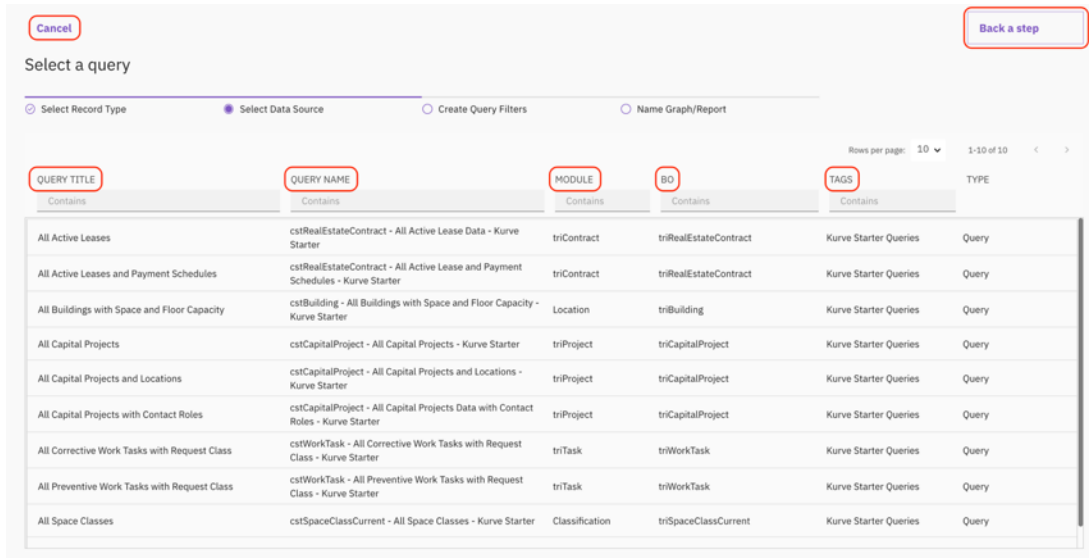 Cancel
Back a step
Select a query
Select Record Type
Select Data Source
Create Query Filters
Name Graph/Report
Rows per page: 10 1-10 of 10
QUERY TITLE QUERY NAME MODULE BO TAGS TYPE
Contains Contains Contains Contains Contains
All Active Leases cstRealEstateContract - All Active Lease Data - Kurve
Starter triContract triRealEstateContract Kurve Starter Queries Query
All Active Leases and Payment Schedules cstRealEstateContract - All Active Lease and Payment
Schedules - Kurve Starter triContract triRealEstateContract Kurve Starter Queries Query
All Buildings with Space and Floor Capacity cstBuilding - All Buildings with Space and Floor Capacity -
Kurve Starter Location triBuilding Kurve Starter Queries Query
All Capital Projects cstCapitalProject - All Capital Projects - Kurve Starter triProject triCapitalProject Kurve Starter Queries Query
All Capital Projects and Locations cstCapitalProject - All Capital Projects and Locations -
Kurve Starter triProject triCapitalProject Kurve Starter Queries Query
All Capital Projects with Contact Roles cstCapitalProject - All Capital Projects Data with Contact
Roles - Kurve Starter triProject triCapitalProject Kurve Starter Queries Query
All Corrective Work Tasks with Request Class cstWorkTask - All Corrective Work Tasks with Request
Class - Kurve Starter triTask triWorkTask Kurve Starter Queries Query
All Preventive Work Tasks with Request Class cstWorkTask - All Preventive Work Tasks with Request
Class - Kurve Starter triTask triWorkTask Kurve Starter Queries Query
All Space Classes cstSpaceClassCurrent - All Space Classes - Kurve Starter Classification triSpaceClassCurrent Kurve Starter Queries Query